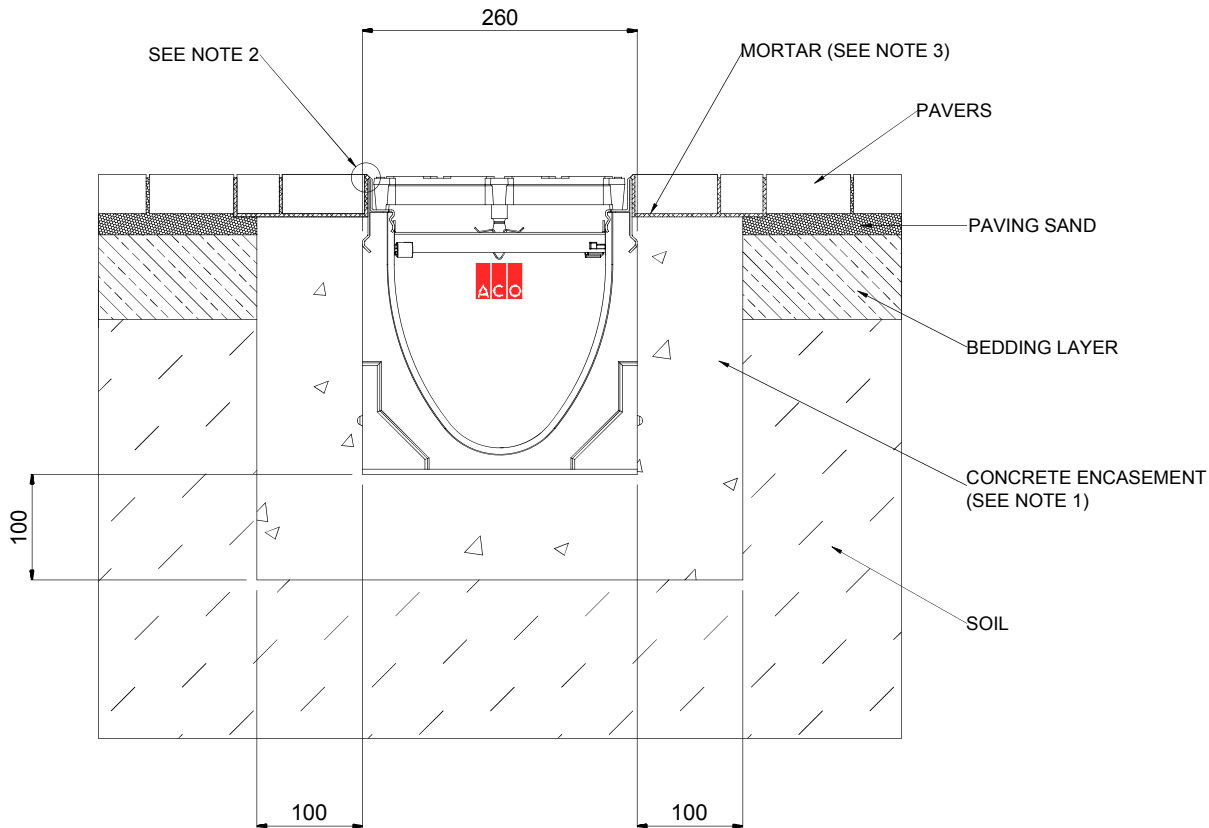 260
SEE NOTE 2
MORTAR (SEE NOTE 3)
PAVERS
PAVING SAND
ACO
BEDDING LAYER
CONCRETE ENCASEMENT
(SEE NOTE 1)
100
SOIL
100
100